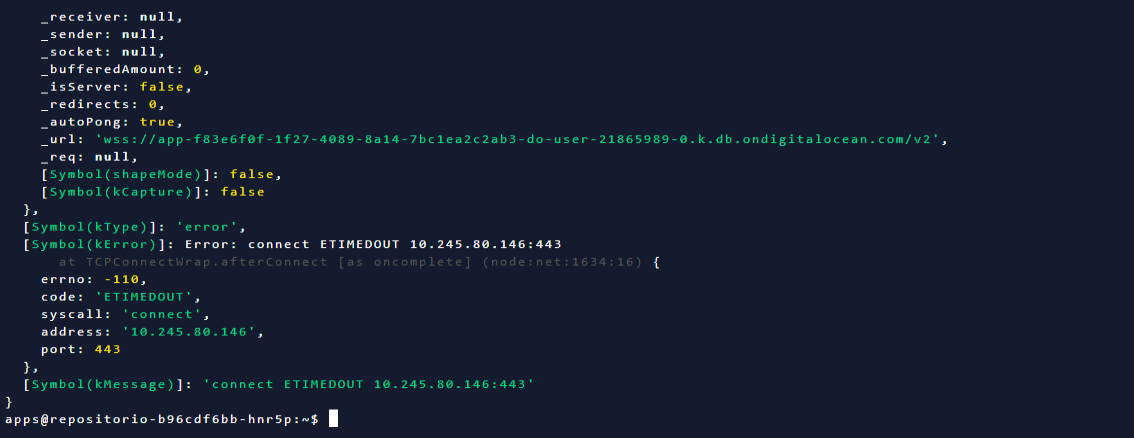 _receiver: null,
_sender: null,
_socket: null,
_bufferedAmount: 0,
_isServer: false,
_redirects: 0,
_autoPong: true,
_url: 'wss://app-f83e6f0f-1f27-4089-8a14-7bc1ea2c2ab3-do-user-21865989-0.k.db.ondigitalocean.com/v2',
_req: null,
[Symbol(shapeMode)]: false,
[Symbol(kCapture)]: false
},
[Symbol(kType)]: 'error',
[Symbol(kError)]: Error: connect ETIMEDOUT 10.245.80.146:443
at TCPConnectWrap.afterConnect [as oncomplete] (node:net:1634:16) {
errno: -110,
code: 'ETIMEDOUT',
syscall: 'connect',
address: '10.245.80.146',
port: 443
},
[Symbol(kMessage)]: 'connect ETIMEDOUT 10.245.80.146:443'
}
apps@repositorio-b96cdf6bb-hnr5p:~$